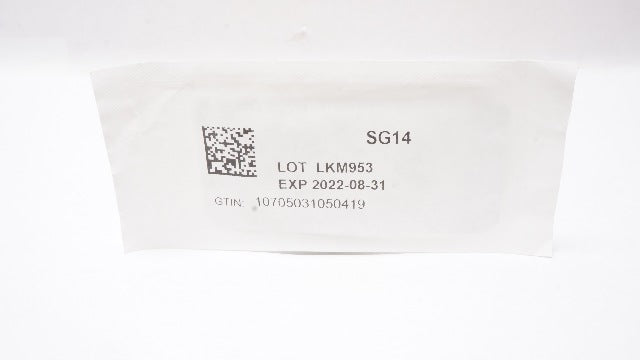 SG14
LOT LKM953
EXP 2022-08-31
GTIN: 10705031050419